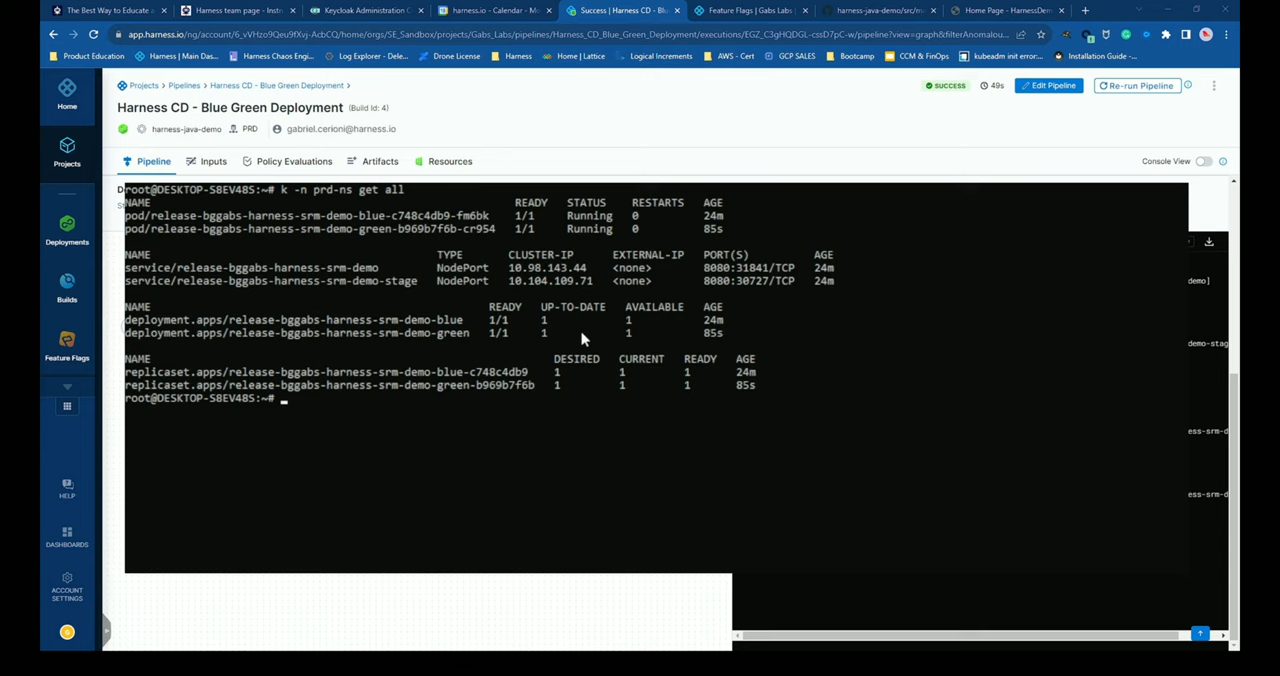 The Best Way to Educate a
Harness team page - Inst
Keycloak Administration C
harness.io - Calendar - M
Success | Harness CD - Blu
Feature Flags | Gabs Labs |
harness-java-demo/src/m
Home Page - HarnessDem
app.harness.io/ng/account/6_vVHzo9Qeu9fXvj-AcbCQ/home/orgs/SE_Sandbox/projects/Gabs_Labs/pipelines/Harness_CD_Blue_Green_Deployment/executions/EGZ_C3gHQDGL-cssD7pC-w/pipeline?view=graph&filterAnomalou...
Product Education
Harness | Main Das...
Harness Chaos Engi...
Log Explorer - Dele...
Drone License
Harness
Home | Lattice
Logical Increments
AWS - Cert
GCP SALES
Bootcamp
CCM & FinOps
kubeadm init error:...
Installation Guide -...
Home
Projects
Deployments
Builds
Feature Flags
HELP
DASHBOARDS
ACCOUNT
SETTINGS
G
Projects > Pipelines > Harness CD - Blue Green Deployment >
Harness CD - Blue Green Deployment (Build Id: 4)
SUCCESS 49s Edit Pipeline Re-run Pipeline
harness-java-demo PRD gabriel.cerioni@harness.io
Pipeline Inputs Policy Evaluations Artifacts Resources
Console View
root@DESKTOP-S8EV48S:~# k -n prd-ns get all
NAME READY STATUS RESTARTS AGE
pod/release-bggabs-harness-srm-demo-blue-c748c4db9-fm6bk 1/1 Running 0 24m
pod/release-bggabs-harness-srm-demo-green-b969b7f6b-cr954 1/1 Running 0 85s
NAME TYPE CLUSTER-IP EXTERNAL-IP PORT(S) AGE
service/release-bggabs-harness-srm-demo NodePort 10.98.143.44 <none> 8080:31841/TCP 24m
service/release-bggabs-harness-srm-demo-stage NodePort 10.104.109.71 <none> 8080:30727/TCP 24m
NAME READY UP-TO-DATE AVAILABLE AGE
deployment.apps/release-bggabs-harness-srm-demo-blue 1/1 1 1 24m
deployment.apps/release-bggabs-harness-srm-demo-green 1/1 1 1 85s
NAME DESIRED CURRENT READY AGE
replicaset.apps/release-bggabs-harness-srm-demo-blue-c748c4db9 1 1 1 24m
replicaset.apps/release-bggabs-harness-srm-demo-green-b969b7f6b 1 1 1 85s
root@DESKTOP-S8EV48S:~#
demo]
demo-stag
ess-srm-d
ess-srm-d